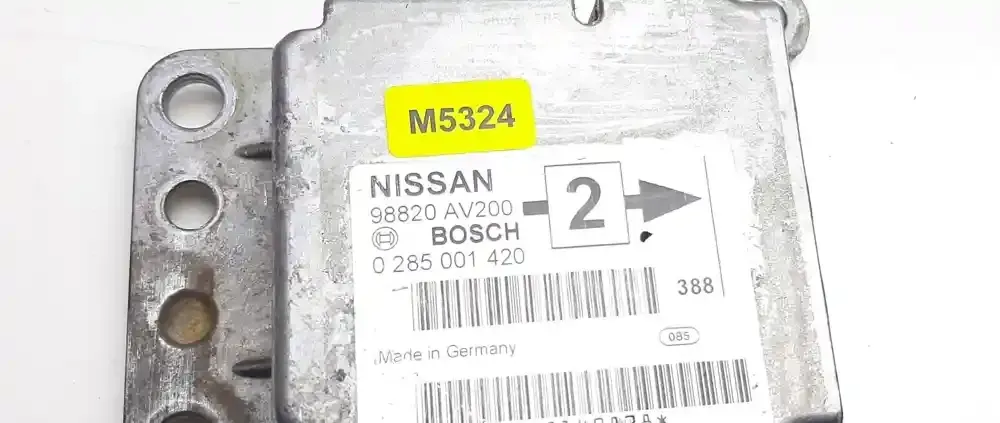 M5324
NISSAN
98820 AV200
2
BOSCH
0 285 001 420
388
Made in Germany
085